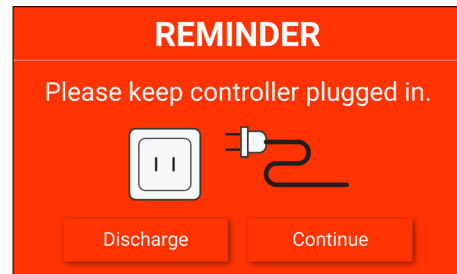 REMINDER
Please keep controller plugged in.
Discharge
Continue